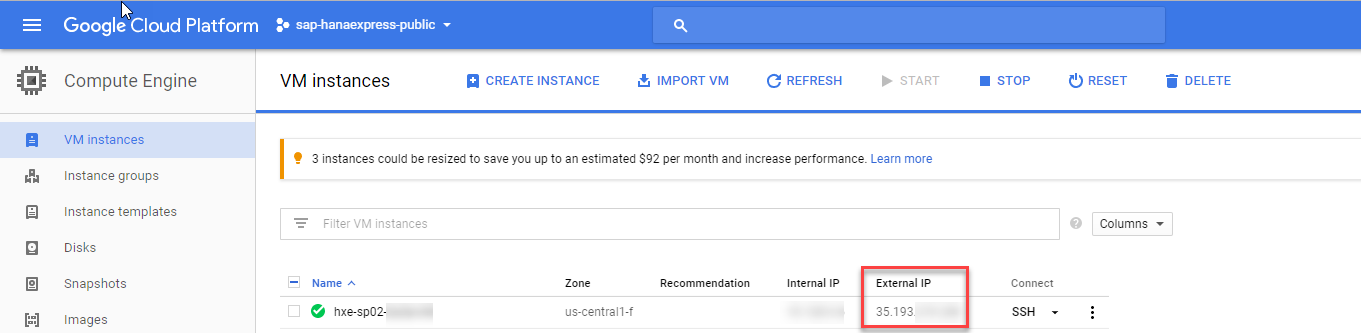 Google Cloud Platform sap-hanaexpress-public
Compute Engine
VM instances CREATE INSTANCE IMPORT VM REFRESH START STOP RESET DELETE
VM instances
3 instances could be resized to save you up to an estimated $92 per month and increase performance. Learn more
Instance groups
Instance templates
Filter VM instances ? Columns
Disks
Snapshots
Name Zone Recommendation Internal IP External IP Connect
Images
hxe-sp02- us-central1-f 35.193. SSH